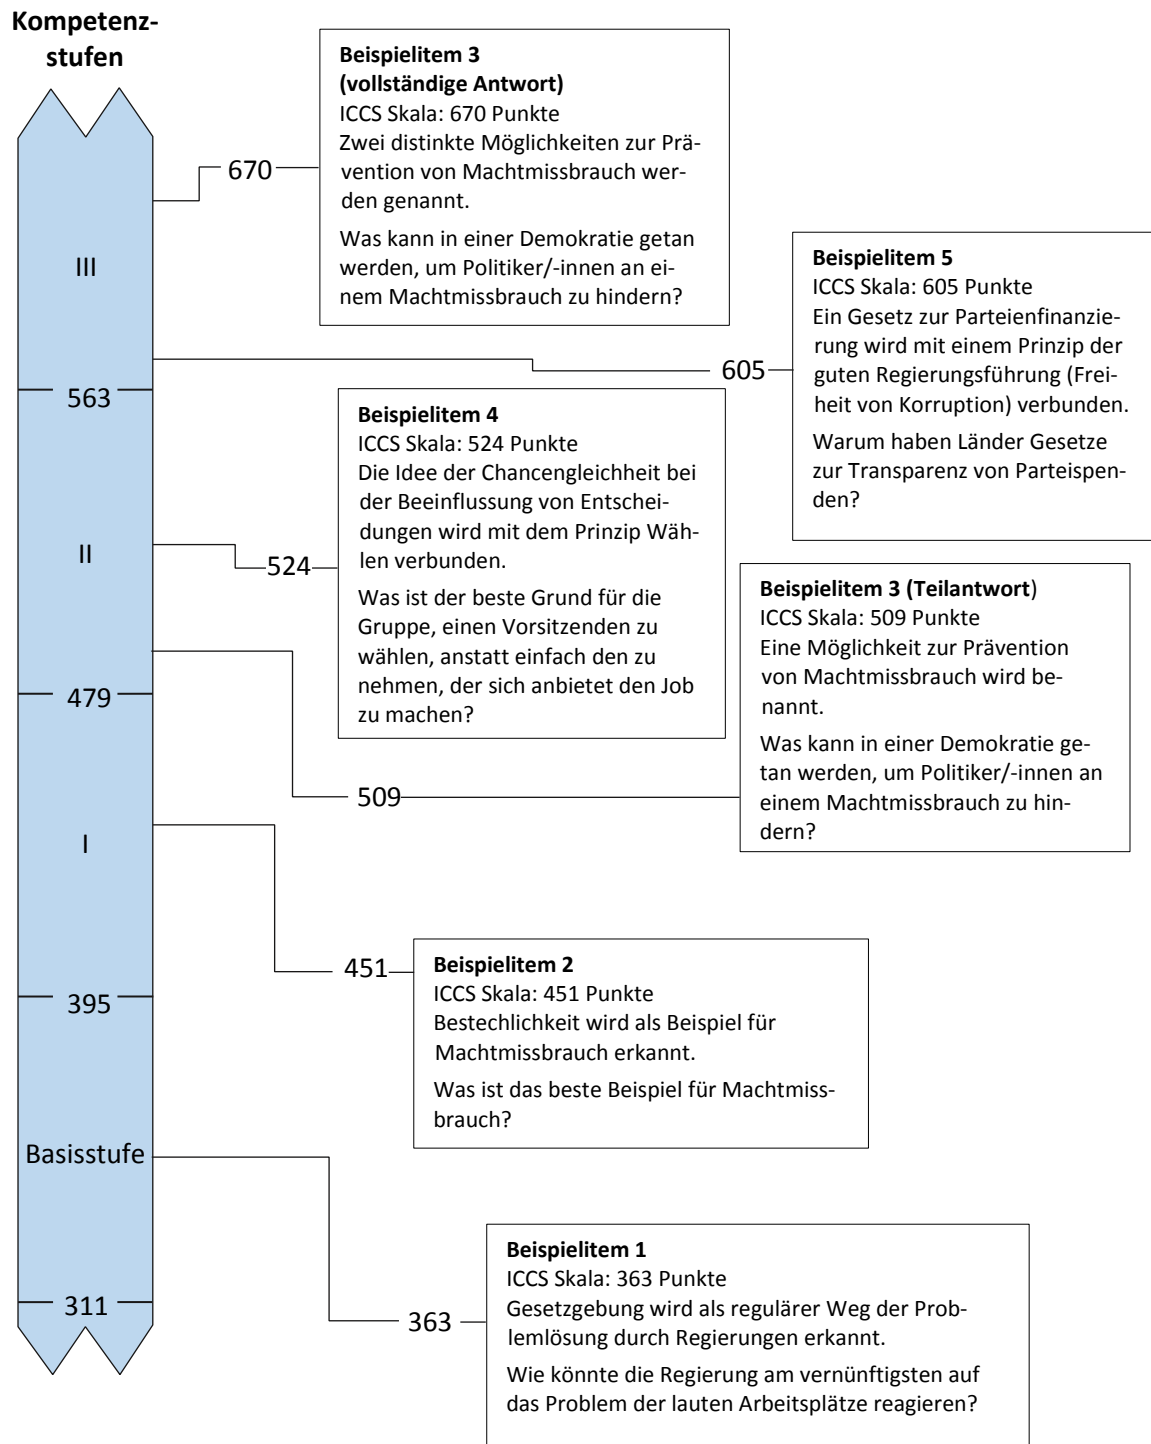 Kompetenz-
stufen
III
563
II
479
I
395
Basisstufe
311
670
Beispielitem 3
(vollständige Antwort)
ICCS Skala: 670 Punkte
Zwei distinkte Möglichkeiten zur Prä-
vention von Machtmissbrauch wer-
den genannt.
Was kann in einer Demokratie getan
werden, um Politiker/-innen an ei-
nem Machtmissbrauch zu hindern?
605
Beispielitem 5
ICCS Skala: 605 Punkte
Ein Gesetz zur Parteienfinanzie-
rung wird mit einem Prinzip der
guten Regierungsführung (Frei-
heit von Korruption) verbunden.
Warum haben Länder Gesetze
zur Transparenz von Parteispen-
den?
524
Beispielitem 4
ICCS Skala: 524 Punkte
Die Idee der Chancengleichheit bei
der Beeinflussung von Entschei-
dungen wird mit dem Prinzip Wäh-
len verbunden.
Was ist der beste Grund für die
Gruppe, einen Vorsitzenden zu
wählen, anstatt einfach den zu
nehmen, der sich anbietet den Job
zu machen?
509
Beispielitem 3 (Teilantwort)
ICCS Skala: 509 Punkte
Eine Möglichkeit zur Prävention
von Machtmissbrauch wird be-
nannt.
Was kann in einer Demokratie ge-
tan werden, um Politiker/-innen an
einem Machtmissbrauch zu hin-
dern?
451
Beispielitem 2
ICCS Skala: 451 Punkte
Bestechlichkeit wird als Beispiel für
Machtmissbrauch erkannt.
Was ist das beste Beispiel für Machtmiss-
brauch?
363
Beispielitem 1
ICCS Skala: 363 Punkte
Gesetzgebung wird als regulärer Weg der Prob-
lemlösung durch Regierungen erkannt.
Wie könnte die Regierung am vernünftigsten auf
das Problem der lauten Arbeitsplätze reagieren?